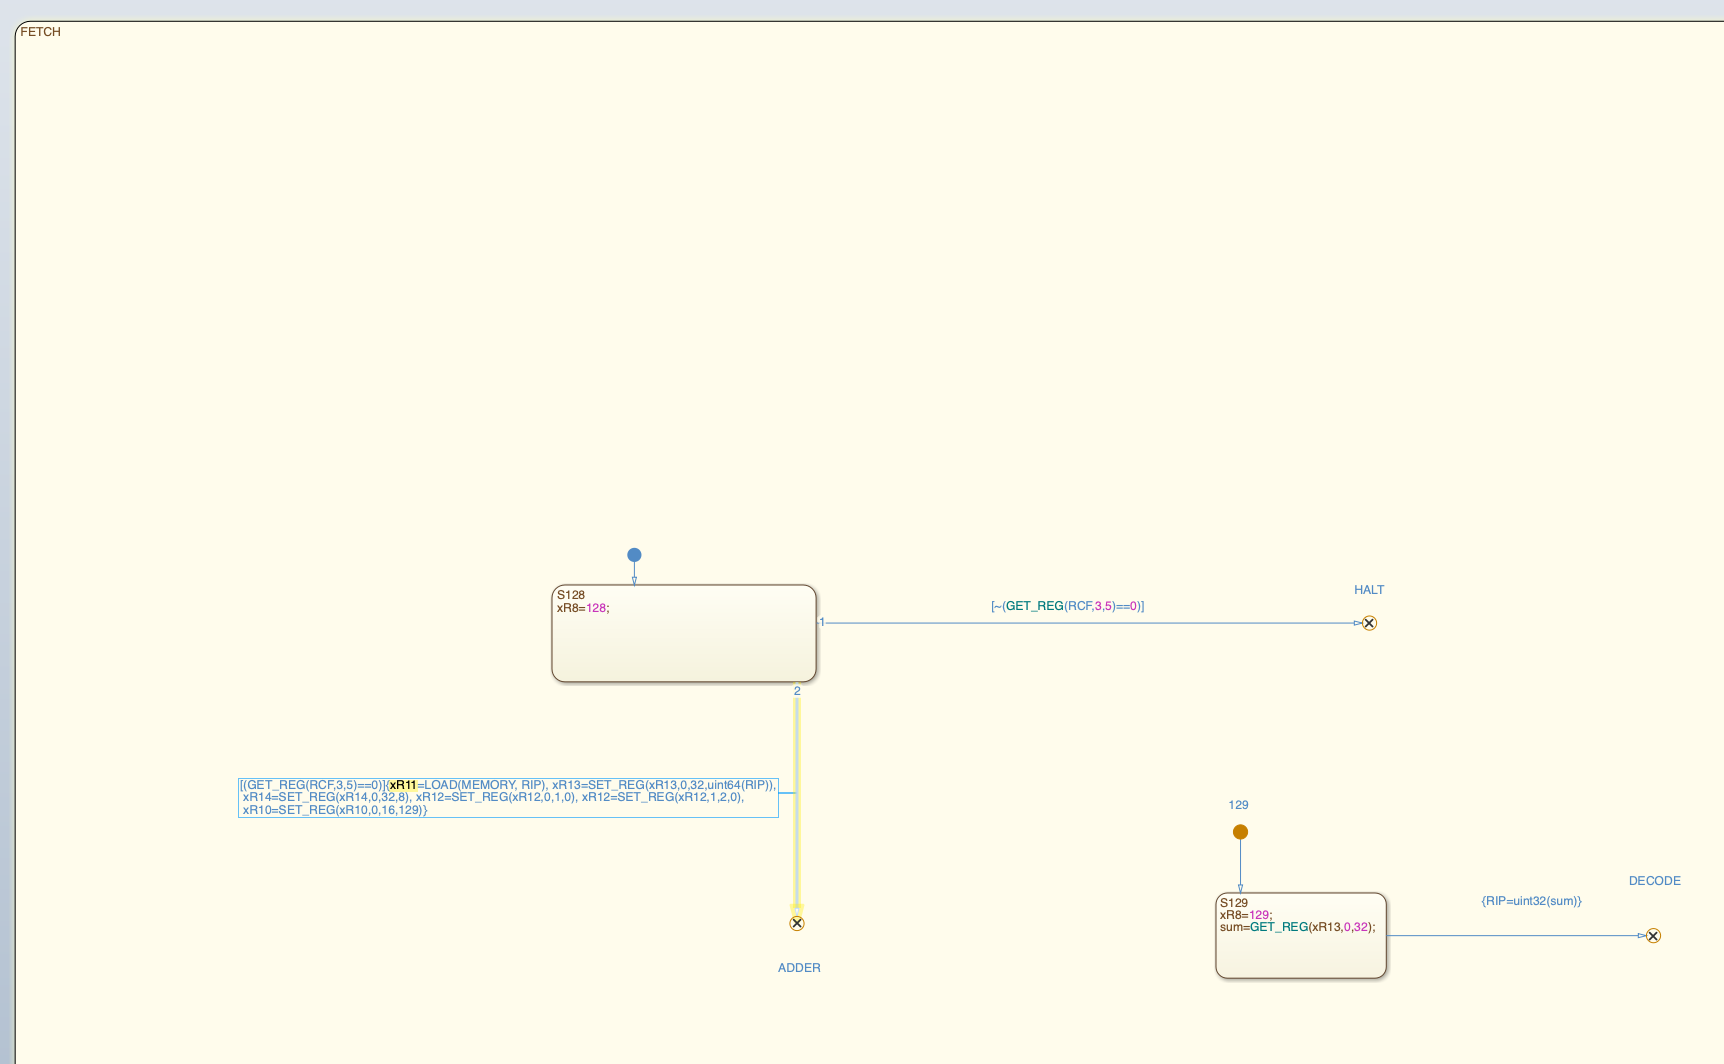 FETCH
S128
xR8=128;
1
[~(GET_REG(RCF,3,5)==0)]
HALT
2
[(GET_REG(RCF,3,5)==0)]{xR11=LOAD(MEMORY, RIP), xR13=SET_REG(xR13,0,32,uint64(RIP)),
xR14=SET_REG(xR14,0,32,8), xR12=SET_REG(xR12,0,1,0), xR12=SET_REG(xR12,1,2,0),
xR10=SET_REG(xR10,0,16,129)}
ADDER
129
S129
xR8=129;
sum=GET_REG(xR13,0,32);
{RIP=uint32(sum)}
DECODE